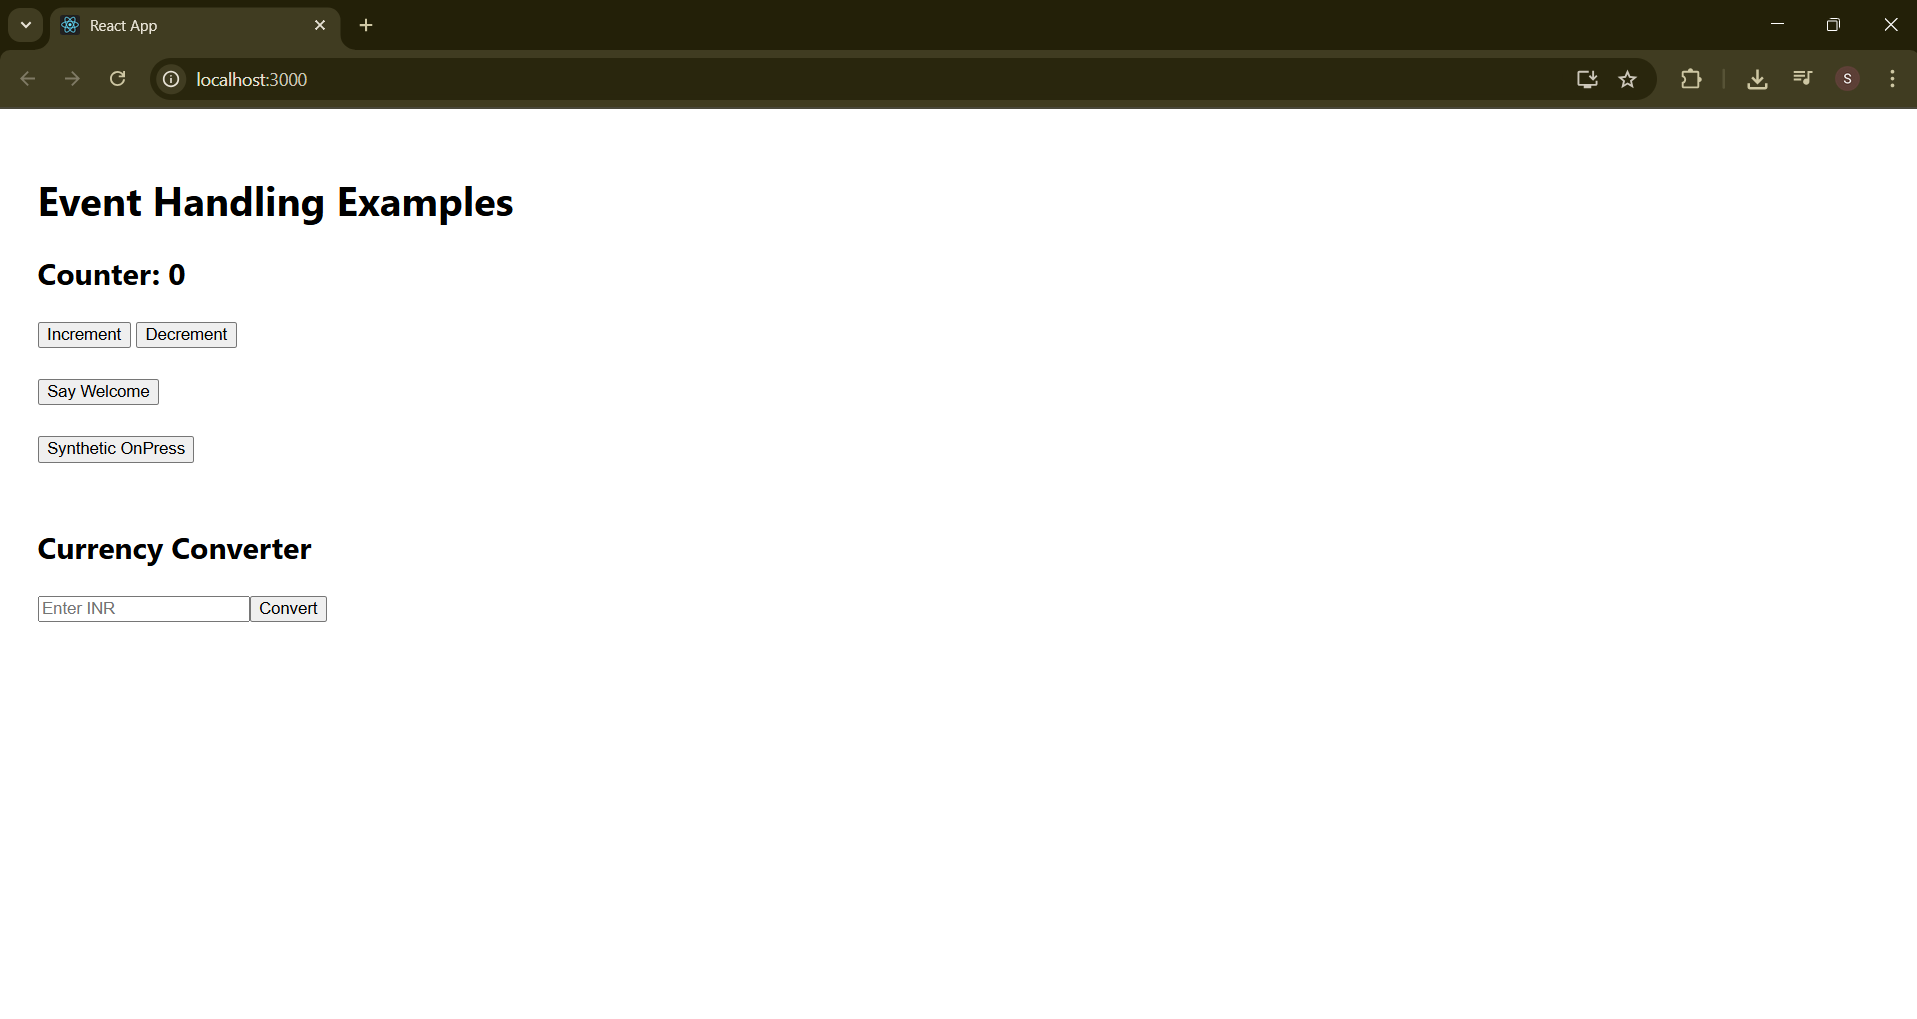 React App
localhost:3000
S
Event Handling Examples
Counter: 0
Increment Decrement
Say Welcome
Synthetic OnPress
Currency Converter
Enter INR Convert